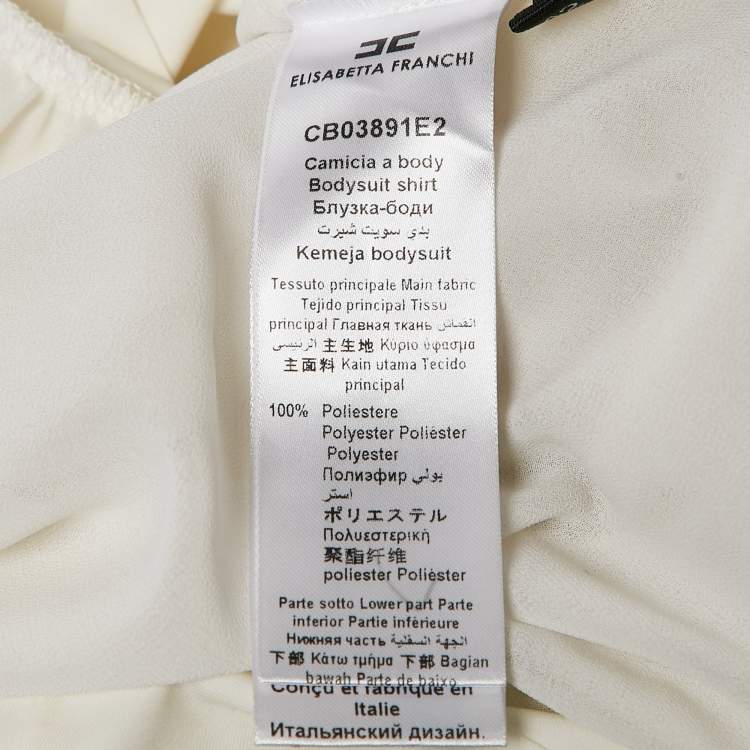 ELISABETTA FRANCHI
CB03891E2
Camicia a body
Bodysuit shirt
Блузка-боди
بدي سويت شيرت
Kemeja bodysuit
Tessuto principale Main fabric
Tejido principal Tissu
principal Главная ткань القماش
الرئيسي 主生地 Κύριο ύφασμα
主面料 Kain utama Tecido
principal
100% Poliestere
Polyester Poliéster
Polyester
Полиэфир بولي
استر
ポリエステル
Πολυεστερική
聚酯纤维
poliester Poliéster
Parte sotto Lower part Parte
inferior Partie inférieure
Нижняя часть الجهة السفلية
下部 Κάτω τμήμα 下部 Bagian
bawah Parte de baixo
Conçu et fabriqué en
Italie
Итальянский дизайн.